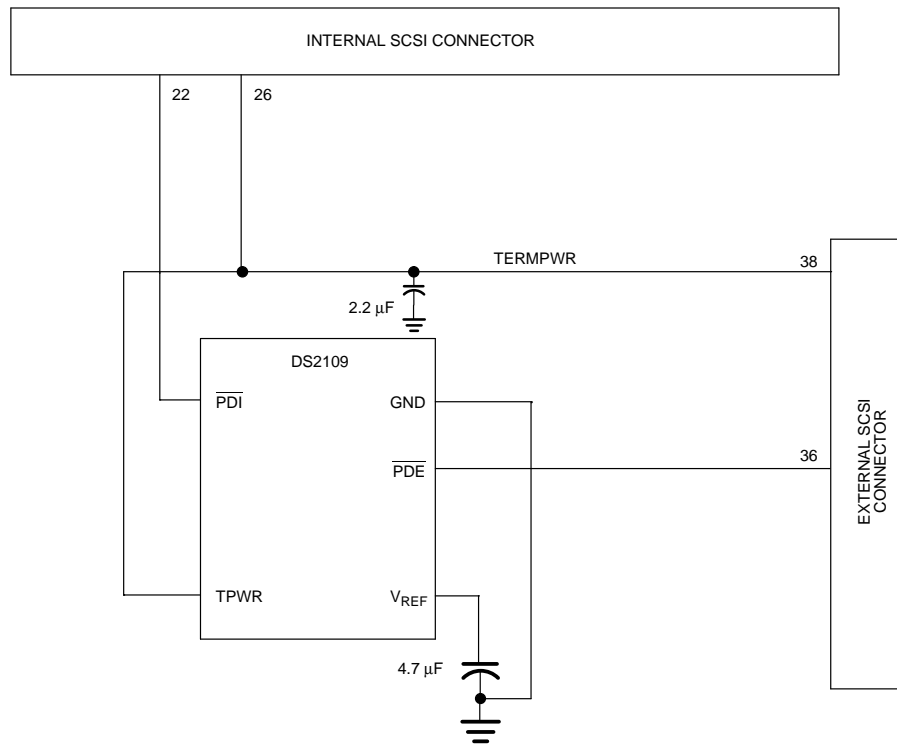 INTERNAL SCSI CONNECTOR
22
26
TERMPWR
38
2.2 μF
DS2109
PDI
GND
36
PDE
EXTERNAL SCSI
CONNECTOR
TPWR
VREF
4.7 μF